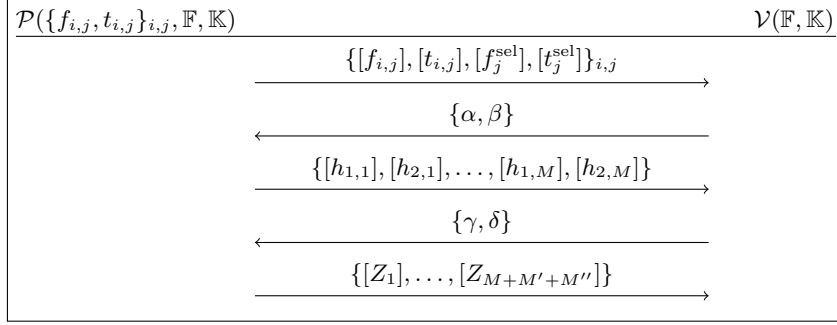 𝒫({f_{i,j}, t_{i,j}}_{i,j}, 𝔽, 𝕂) 𝒱(𝔽, 𝕂)
{[f_{i,j}], [t_{i,j}], [f_j^{sel}], [t_j^{sel}]}_{i,j}
{α, β}
{[h_{1,1}], [h_{2,1}], . . . , [h_{1,M}], [h_{2,M}]}
{γ, δ}
{[Z_1], . . . , [Z_{M+M′+M′′}]}